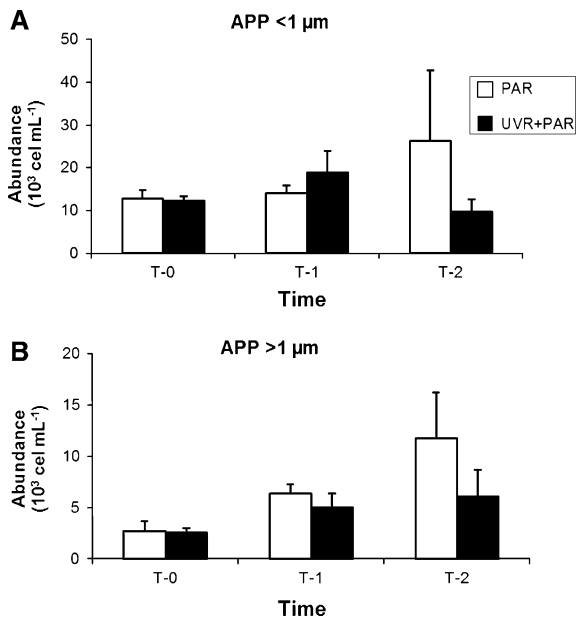 A
APP <1 µm
50
40
30
20
10
0
Abundance
(10³ cel mL⁻¹)
PAR
UVR+PAR
T-0 T-1 T-2
Time
B
APP >1 µm
20
15
10
5
0
Abundance
(10³ cel mL⁻¹)
T-0 T-1 T-2
Time